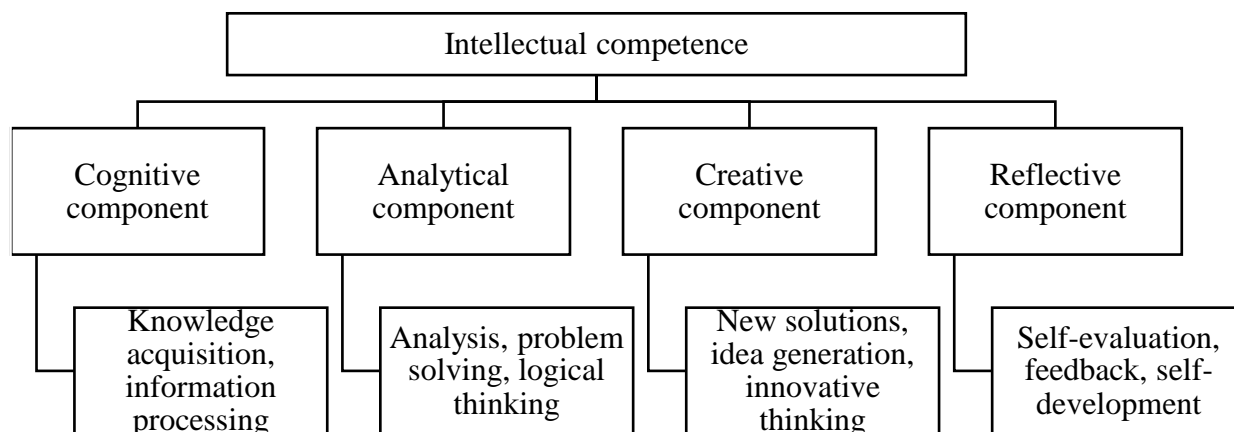 Intellectual competence
Cognitive
component
Analytical
component
Creative
component
Reflective
component
Knowledge
acquisition,
information
processing
Analysis, problem
solving, logical
thinking
New solutions,
idea generation,
innovative
thinking
Self-evaluation,
feedback, self-
development